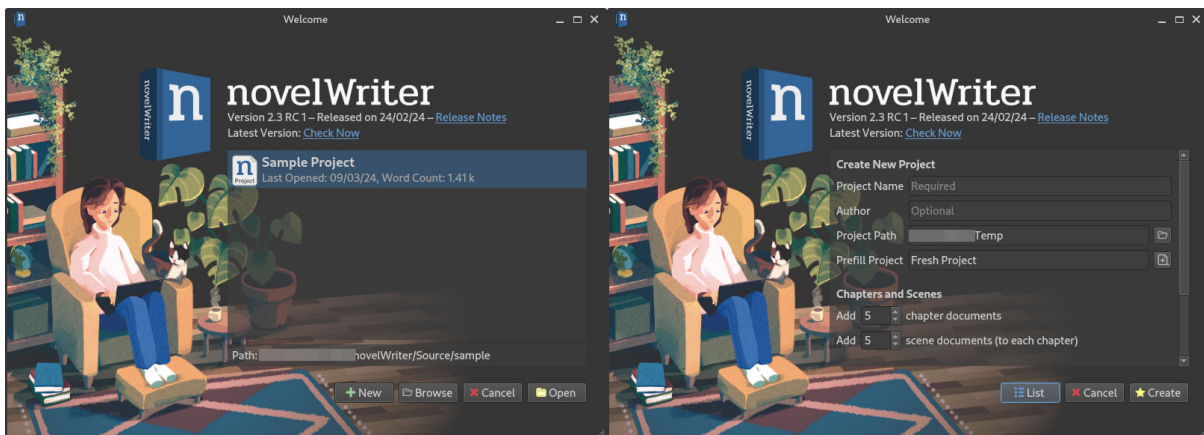 Welcome
n
novelWriter
novelWriter
Version 2.3 RC 1 – Released on 24/02/24 – Release Notes
Latest Version: Check Now
n
Project
Sample Project
Last Opened: 09/03/24, Word Count: 1.41 k
Path: novelWriter/Source/sample
New
Browse
Cancel
Open
Welcome
n
novelWriter
novelWriter
Version 2.3 RC 1 – Released on 24/02/24 – Release Notes
Latest Version: Check Now
Create New Project
Project Name Required
Author Optional
Project Path Temp
Prefill Project Fresh Project
Chapters and Scenes
Add 5 chapter documents
Add 5 scene documents (to each chapter)
List
Cancel
Create